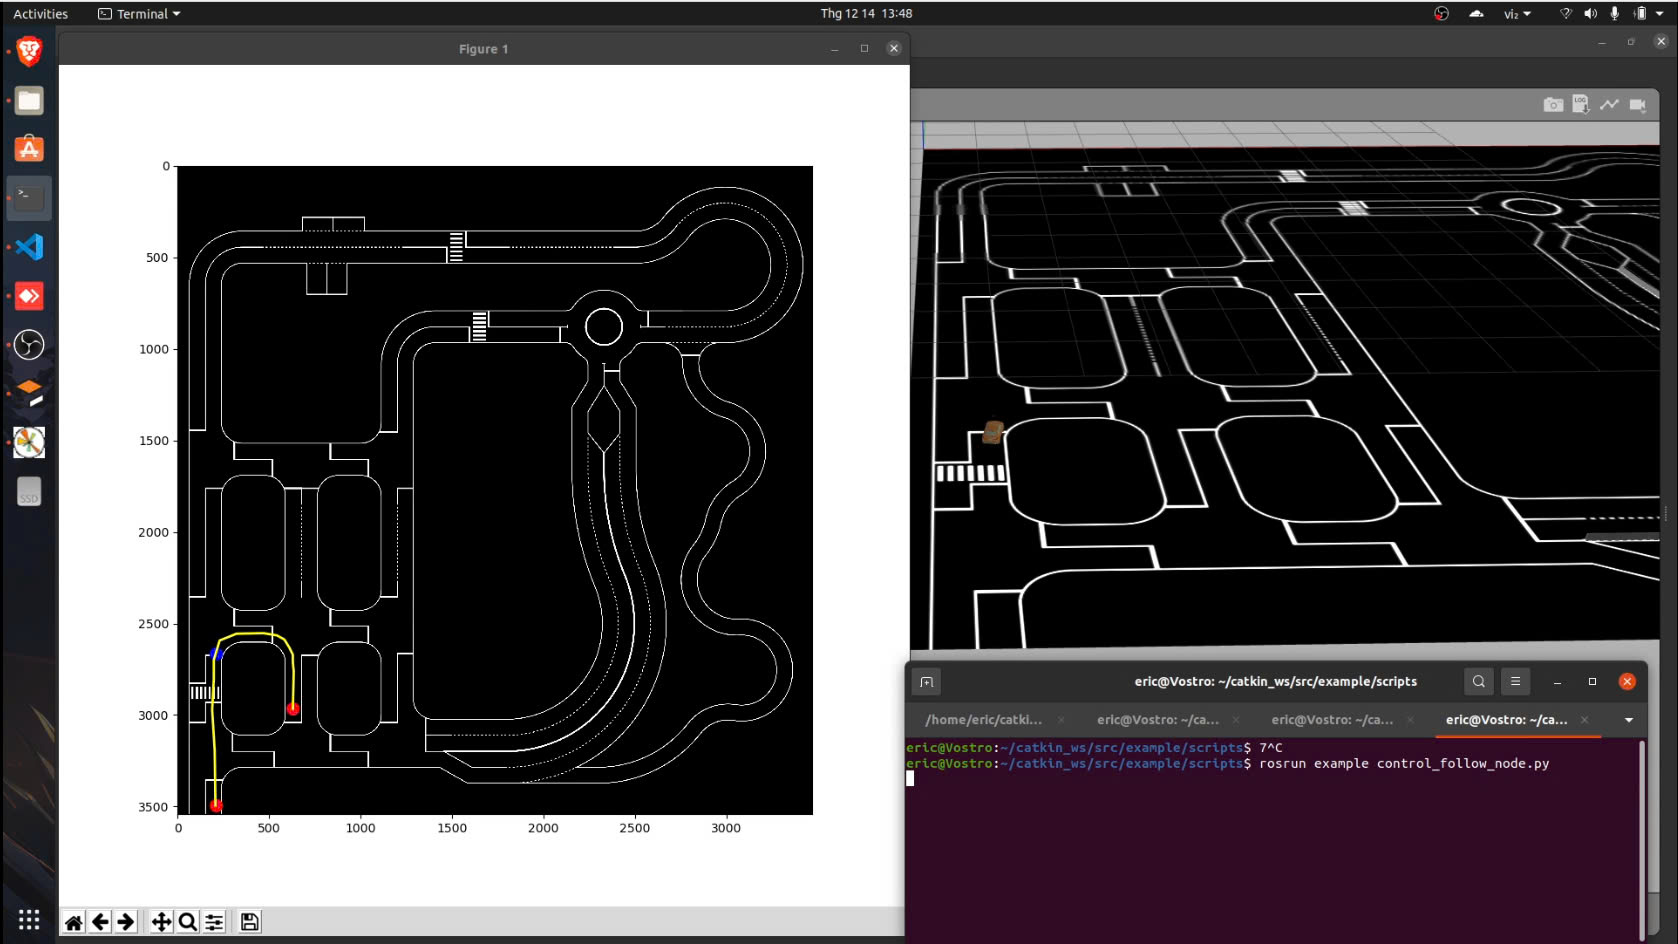 Activities
Terminal
Thg 12 14 13:48
vi₂
Figure 1
LOG
0
500
1000
1500
2000
2500
3000
3500
0
500
1000
1500
2000
2500
3000
SSD
eric@Vostro: ~/catkin_ws/src/example/scripts
/home/eric/catki...
eric@Vostro: ~/ca...
eric@Vostro: ~/ca...
eric@Vostro: ~/ca...
eric@Vostro:~/catkin_ws/src/example/scripts$ 7^C
eric@Vostro:~/catkin_ws/src/example/scripts$ rosrun example control_follow_node.py